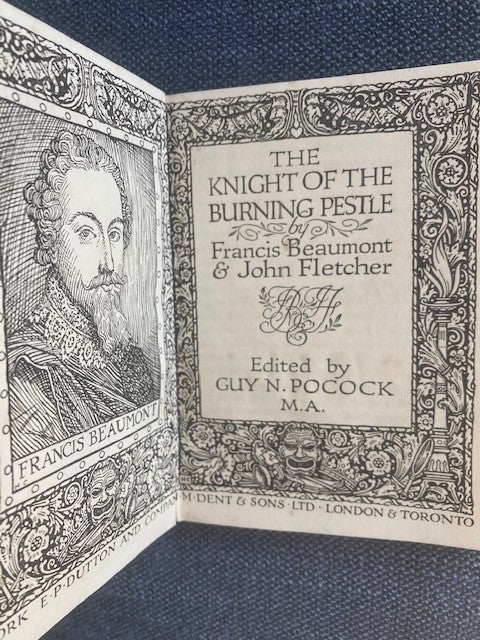 FRANCIS BEAUMONT
ORK E·P·DUTTON AND COMPAN
THE
KNIGHT OF THE
BURNING PESTLE
by
Francis Beaumont
& John Fletcher
Edited by
GUY N. POCOCK
M.A.
M·DENT & SONS·LTD·LONDON & TORONTO